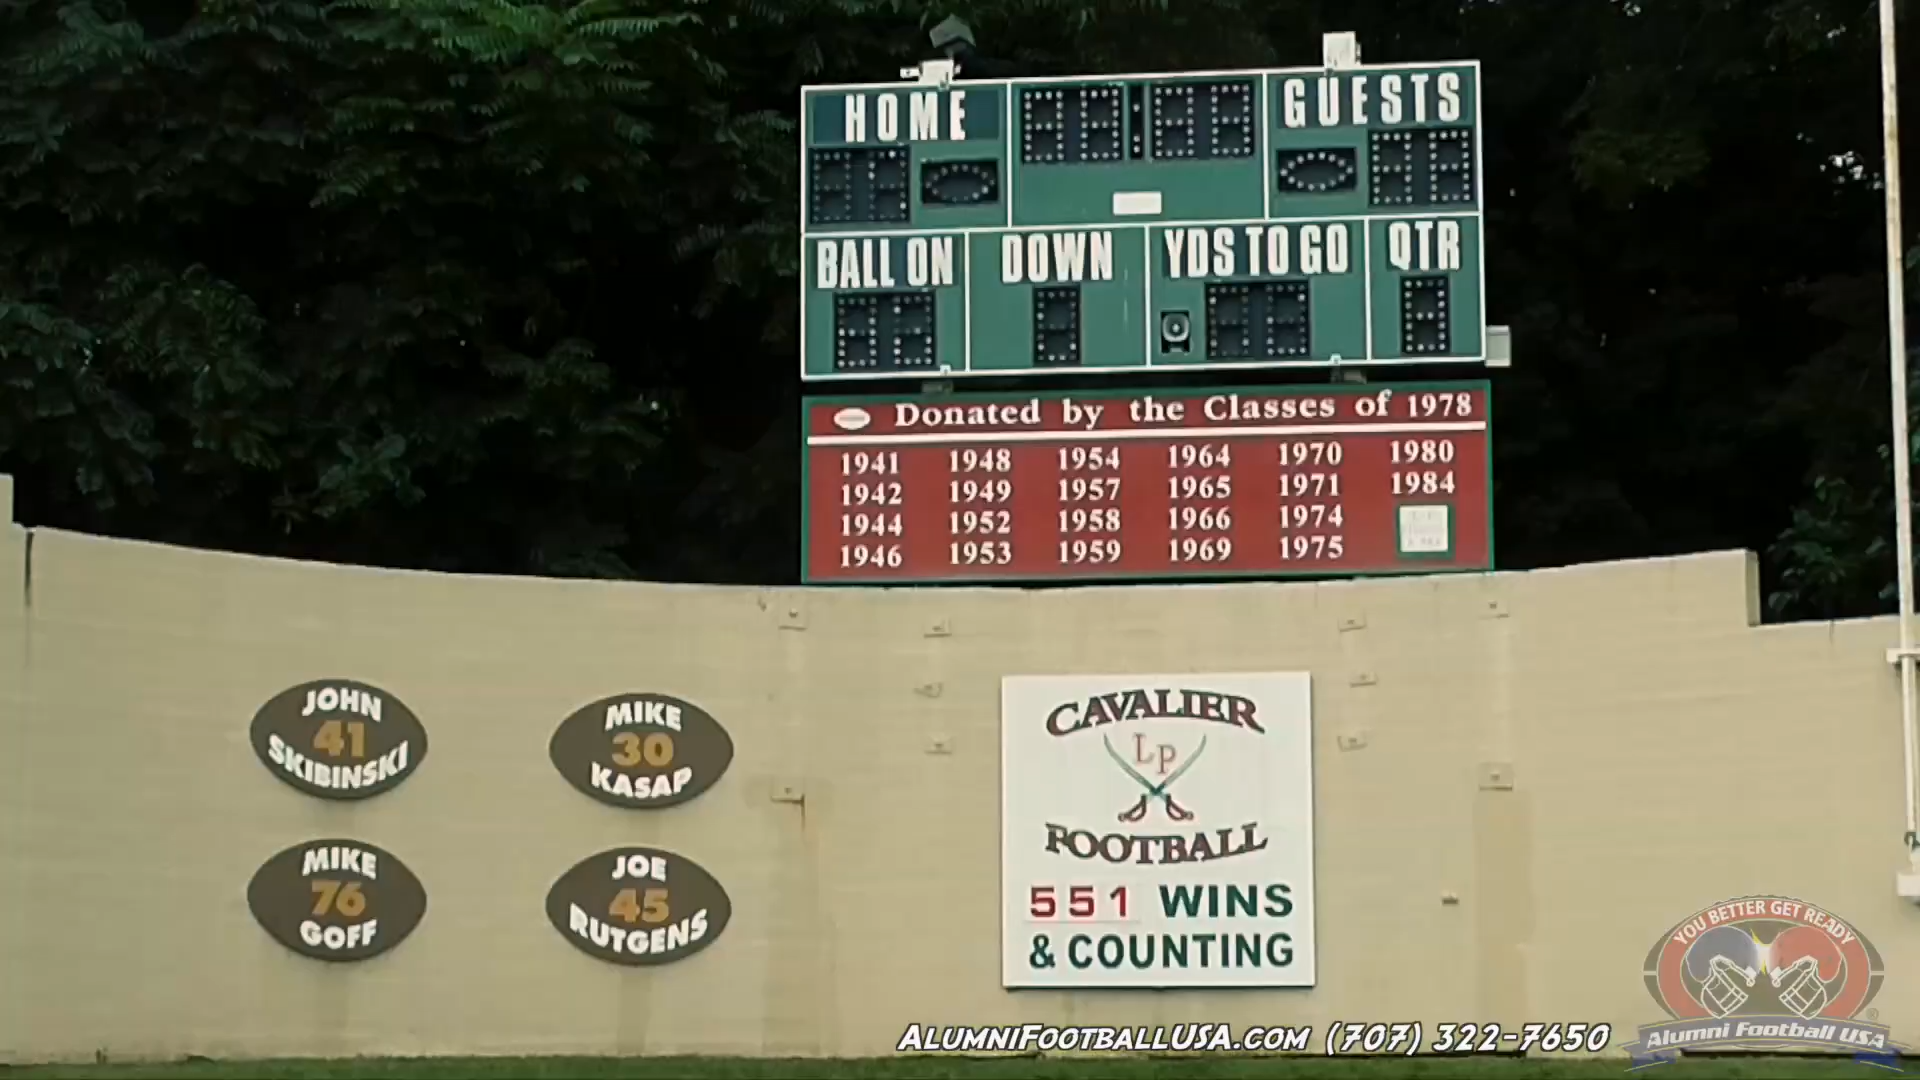 HOME
GUESTS
BALL ON
DOWN
YDS TO GO
QTR
Donated by the Classes of 1978
1941 1948 1954 1964 1970 1980
1942 1949 1957 1965 1971 1984
1944 1952 1958 1966 1974
1946 1953 1959 1969 1975
JOHN
41
SKIBINSKI
MIKE
30
KASAP
MIKE
76
GOFF
JOE
45
RUTGENS
CAVALIER
LP
FOOTBALL
551 WINS
& COUNTING
YOU BETTER GET READY
Alumni Football USA
ALUMNIFOOTBALLUSA.COM (707) 322-7650